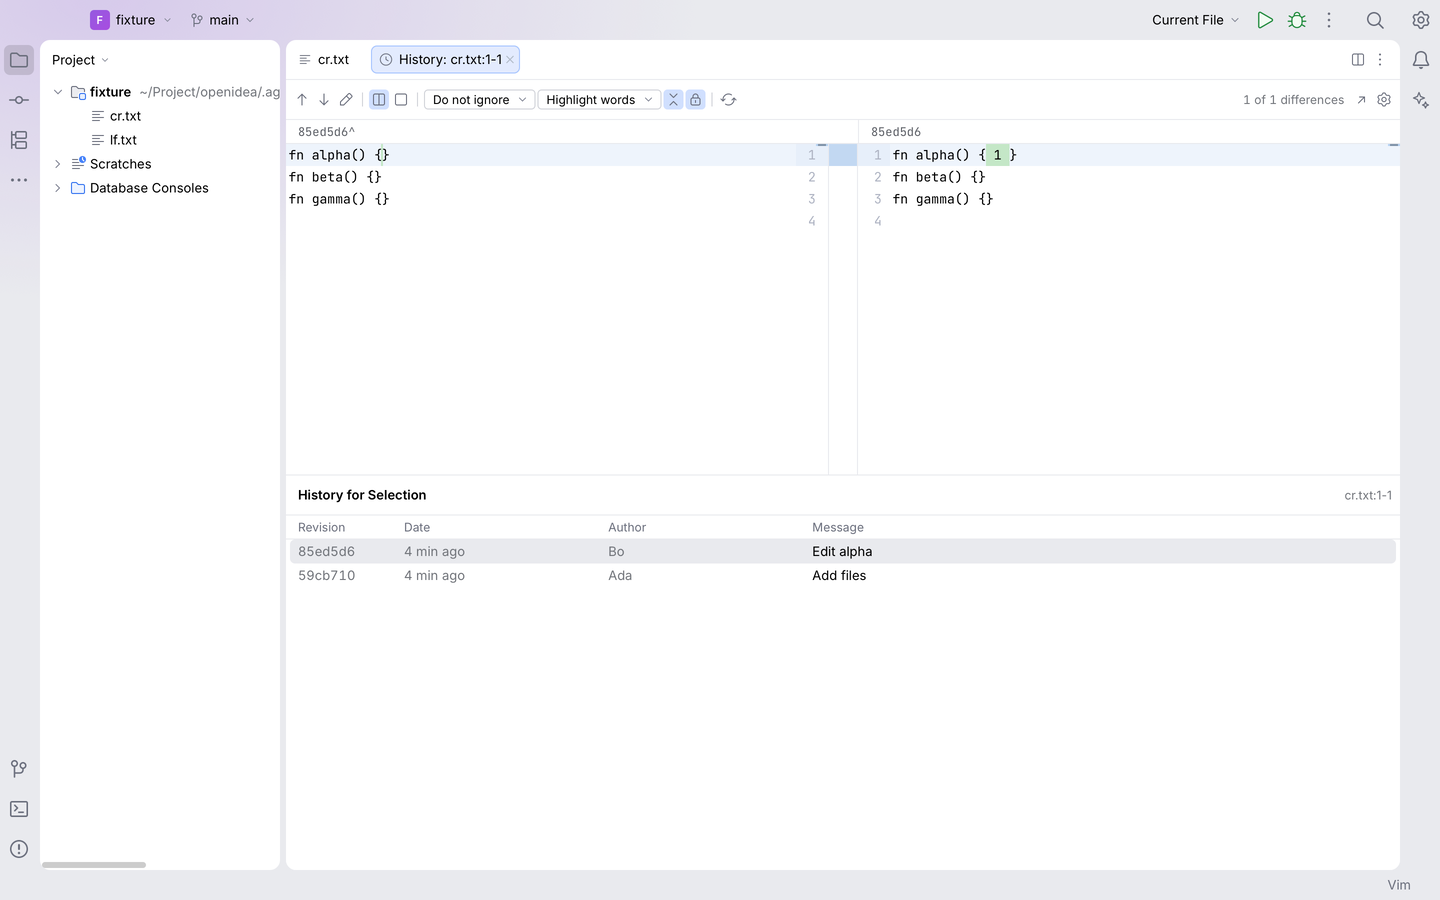 F fixture main Current File
Project
cr.txt History: cr.txt:1-1
fixture ~/Project/openidea/.ag
cr.txt
lf.txt
Scratches
Database Consoles
Do not ignore Highlight words 1 of 1 differences
85ed5d6^ 85ed5d6
fn alpha() {} 1 1 fn alpha() { 1 }
fn beta() {} 2 2 fn beta() {}
fn gamma() {} 3 3 fn gamma() {}
4 4
History for Selection cr.txt:1-1
Revision Date Author Message
85ed5d6 4 min ago Bo Edit alpha
59cb710 4 min ago Ada Add files
Vim